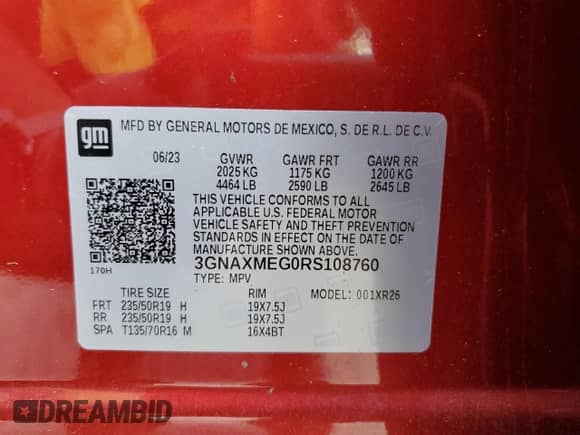 gm
MFD BY GENERAL MOTORS DE MEXICO, S. DE R.L. DE C.V.
06/23 GVWR GAWR FRT GAWR RR
2025 KG 1175 KG 1200 KG
4464 LB 2590 LB 2645 LB
THIS VEHICLE CONFORMS TO ALL
APPLICABLE U.S. FEDERAL MOTOR
VEHICLE SAFETY AND THEFT PREVENTION
STANDARDS IN EFFECT ON THE DATE OF
MANUFACTURE SHOWN ABOVE.
170H 3GNAXMEG0RS108760
TYPE: MPV
TIRE SIZE RIM MODEL: 001XR26
FRT 235/50R19 H 19X7.5J
RR 235/50R19 H 19X7.5J
SPA T135/70R16 M 16X4BT
DREAMBID